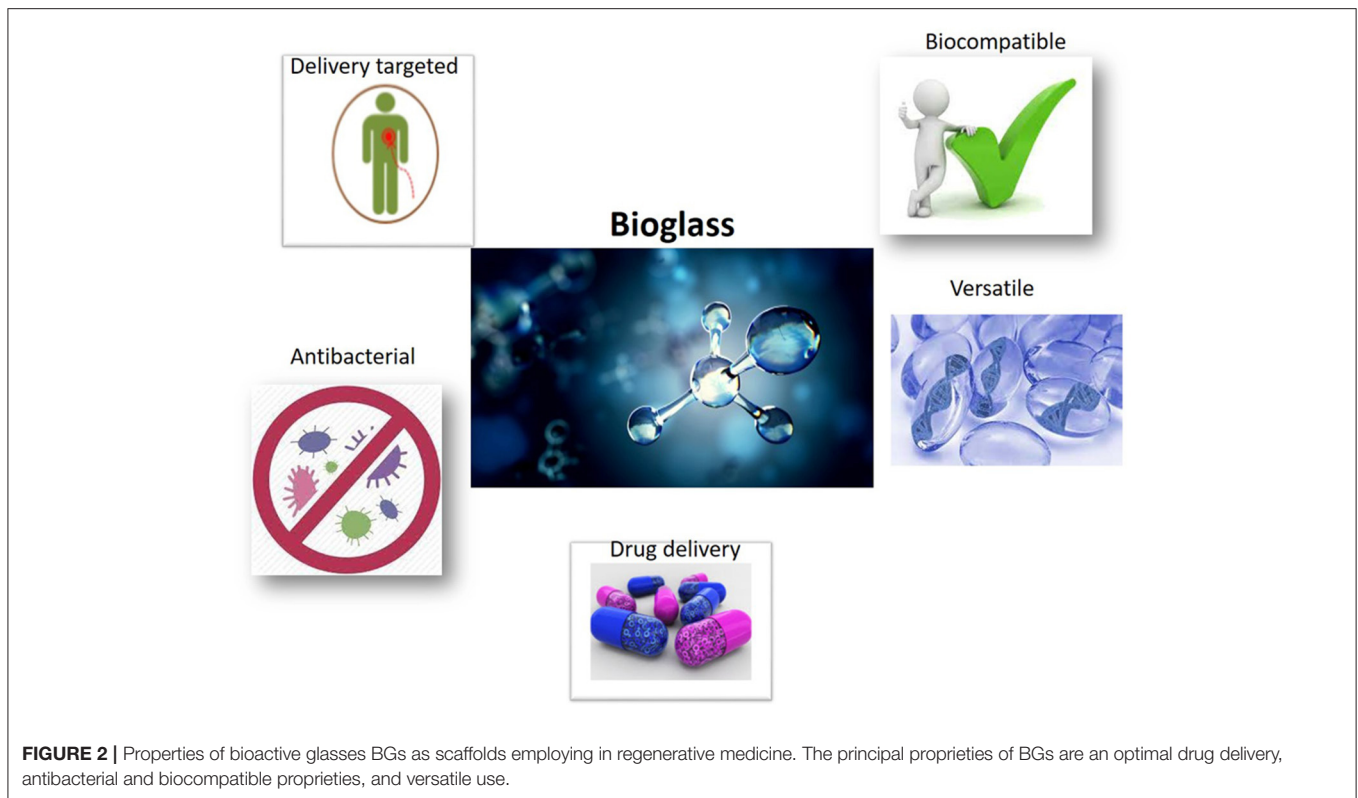 Delivery targeted
Biocompatible
Bioglass
Versatile
Antibacterial
Drug delivery
FIGURE 2 | Properties of bioactive glasses BGs as scaffolds employing in regenerative medicine. The principal proprieties of BGs are an optimal drug delivery,
antibacterial and biocompatible proprieties, and versatile use.